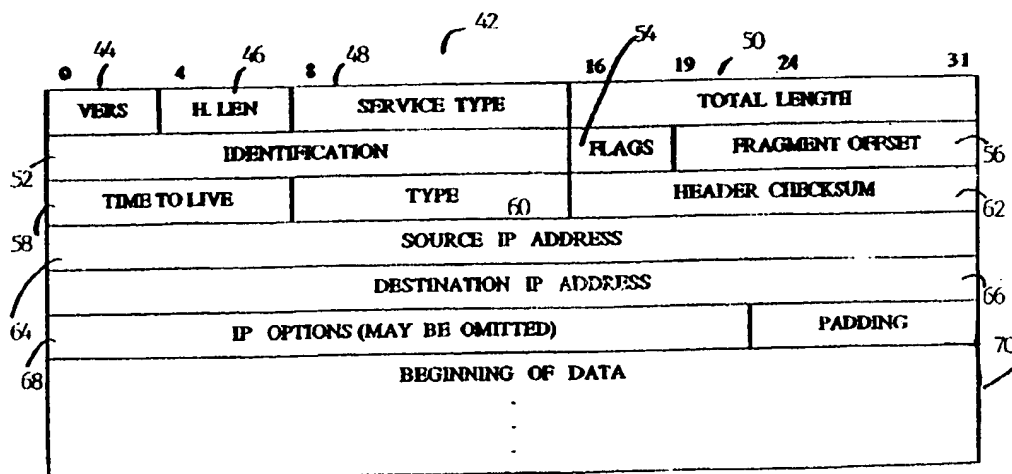 42
54
44 46 48 50
0 4 8 16 19 24 31
VERS H. LEN SERVICE TYPE TOTAL LENGTH
IDENTIFICATION FLAGS FRAGMENT OFFSET
52 56
TIME TO LIVE TYPE HEADER CHECKSUM
60 62
58
SOURCE IP ADDRESS
DESTINATION IP ADDRESS
66
64
IP OPTIONS (MAY BE OMITTED) PADDING
70
68
BEGINNING OF DATA